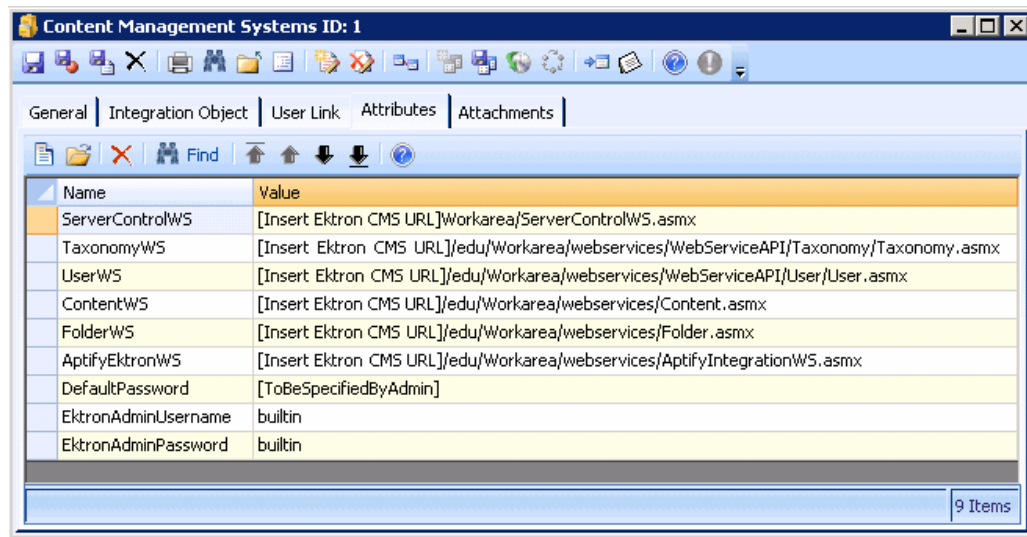 Content Management Systems ID: 1
General Integration Object User Link Attributes Attachments
Find
Name Value
ServerControlWS [Insert Ektron CMS URL]Workarea/ServerControlWS.asmx
TaxonomyWS [Insert Ektron CMS URL]/edu/Workarea/webservices/WebServiceAPI/Taxonomy/Taxonomy.asmx
UserWS [Insert Ektron CMS URL]/edu/Workarea/webservices/WebServiceAPI/User/User.asmx
ContentWS [Insert Ektron CMS URL]/edu/Workarea/webservices/Content.asmx
FolderWS [Insert Ektron CMS URL]/edu/Workarea/webservices/Folder.asmx
AptifyEktronWS [Insert Ektron CMS URL]/edu/Workarea/webservices/AptifyIntegrationWS.asmx
DefaultPassword [ToBeSpecifiedByAdmin]
EktronAdminUsername builtin
EktronAdminPassword builtin
9 Items